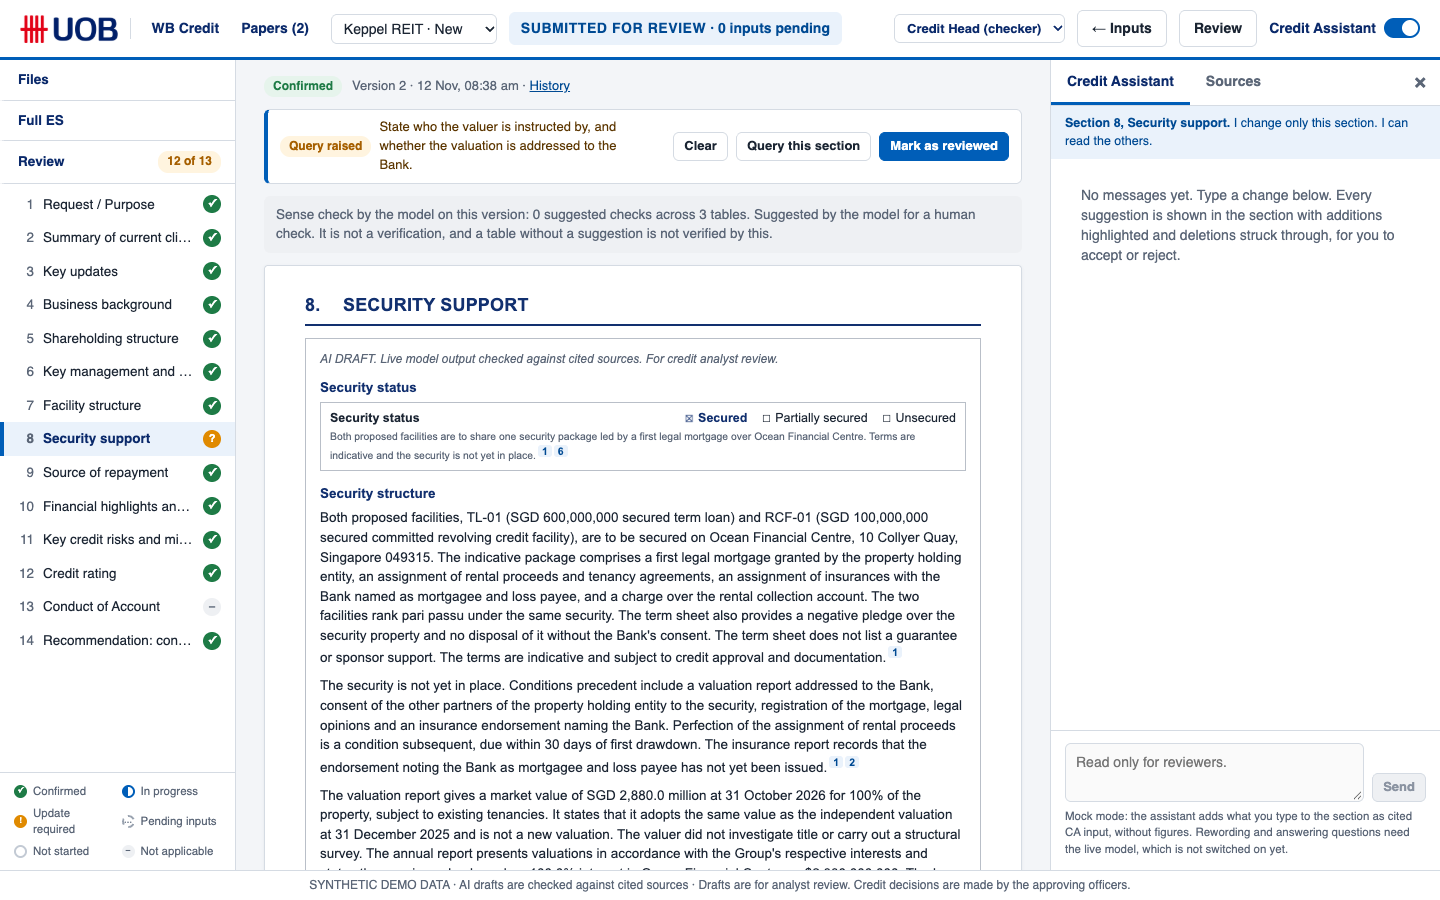 UOB
WB Credit
Papers (2)
Keppel REIT · New
SUBMITTED FOR REVIEW · 0 inputs pending
Credit Head (checker)
← Inputs
Review
Credit Assistant
Files
Full ES
Review
12 of 13
1 Request / Purpose
2 Summary of current cli...
3 Key updates
4 Business background
5 Shareholding structure
6 Key management and ...
7 Facility structure
8 Security support
9 Source of repayment
10 Financial highlights an...
11 Key credit risks and mi...
12 Credit rating
13 Conduct of Account
14 Recommendation: con...
Confirmed
In progress
Update
required
Pending inputs
Not started
Not applicable
Confirmed
Version 2 · 12 Nov, 08:38 am · History
Query raised
State who the valuer is instructed by, and
whether the valuation is addressed to the
Bank.
Clear
Query this section
Mark as reviewed
Sense check by the model on this version: 0 suggested checks across 3 tables. Suggested by the model for a human
check. It is not a verification, and a table without a suggestion is not verified by this.
8. SECURITY SUPPORT
AI DRAFT. Live model output checked against cited sources. For credit analyst review.
Security status
Security status
☒ Secured ☐ Partially secured ☐ Unsecured
Both proposed facilities are to share one security package led by a first legal mortgage over Ocean Financial Centre. Terms are
indicative and the security is not yet in place. 1 6
Security structure
Both proposed facilities, TL-01 (SGD 600,000,000 secured term loan) and RCF-01 (SGD 100,000,000
secured committed revolving credit facility), are to be secured on Ocean Financial Centre, 10 Collyer Quay,
Singapore 049315. The indicative package comprises a first legal mortgage granted by the property holding
entity, an assignment of rental proceeds and tenancy agreements, an assignment of insurances with the
Bank named as mortgagee and loss payee, and a charge over the rental collection account. The two
facilities rank pari passu under the same security. The term sheet also provides a negative pledge over the
security property and no disposal of it without the Bank's consent. The term sheet does not list a guarantee
or sponsor support. The terms are indicative and subject to credit approval and documentation. 1
The security is not yet in place. Conditions precedent include a valuation report addressed to the Bank,
consent of the other partners of the property holding entity to the security, registration of the mortgage, legal
opinions and an insurance endorsement naming the Bank. Perfection of the assignment of rental proceeds
is a condition subsequent, due within 30 days of first drawdown. The insurance report records that the
endorsement noting the Bank as mortgagee and loss payee has not yet been issued. 1 2
The valuation report gives a market value of SGD 2,880.0 million at 31 October 2026 for 100% of the
property, subject to existing tenancies. It states that it adopts the same value as the independent valuation
at 31 December 2025 and is not a new valuation. The valuer did not investigate title or carry out a structural
survey. The annual report presents valuations in accordance with the Group's respective interests and
Credit Assistant
Sources
×
Section 8, Security support. I change only this section. I can
read the others.
No messages yet. Type a change below. Every
suggestion is shown in the section with additions
highlighted and deletions struck through, for you to
accept or reject.
Read only for reviewers.
Send
Mock mode: the assistant adds what you type to the section as cited
CA input, without figures. Rewording and answering questions need
the live model, which is not switched on yet.
SYNTHETIC DEMO DATA · AI drafts are checked against cited sources · Drafts are for analyst review. Credit decisions are made by the approving officers.